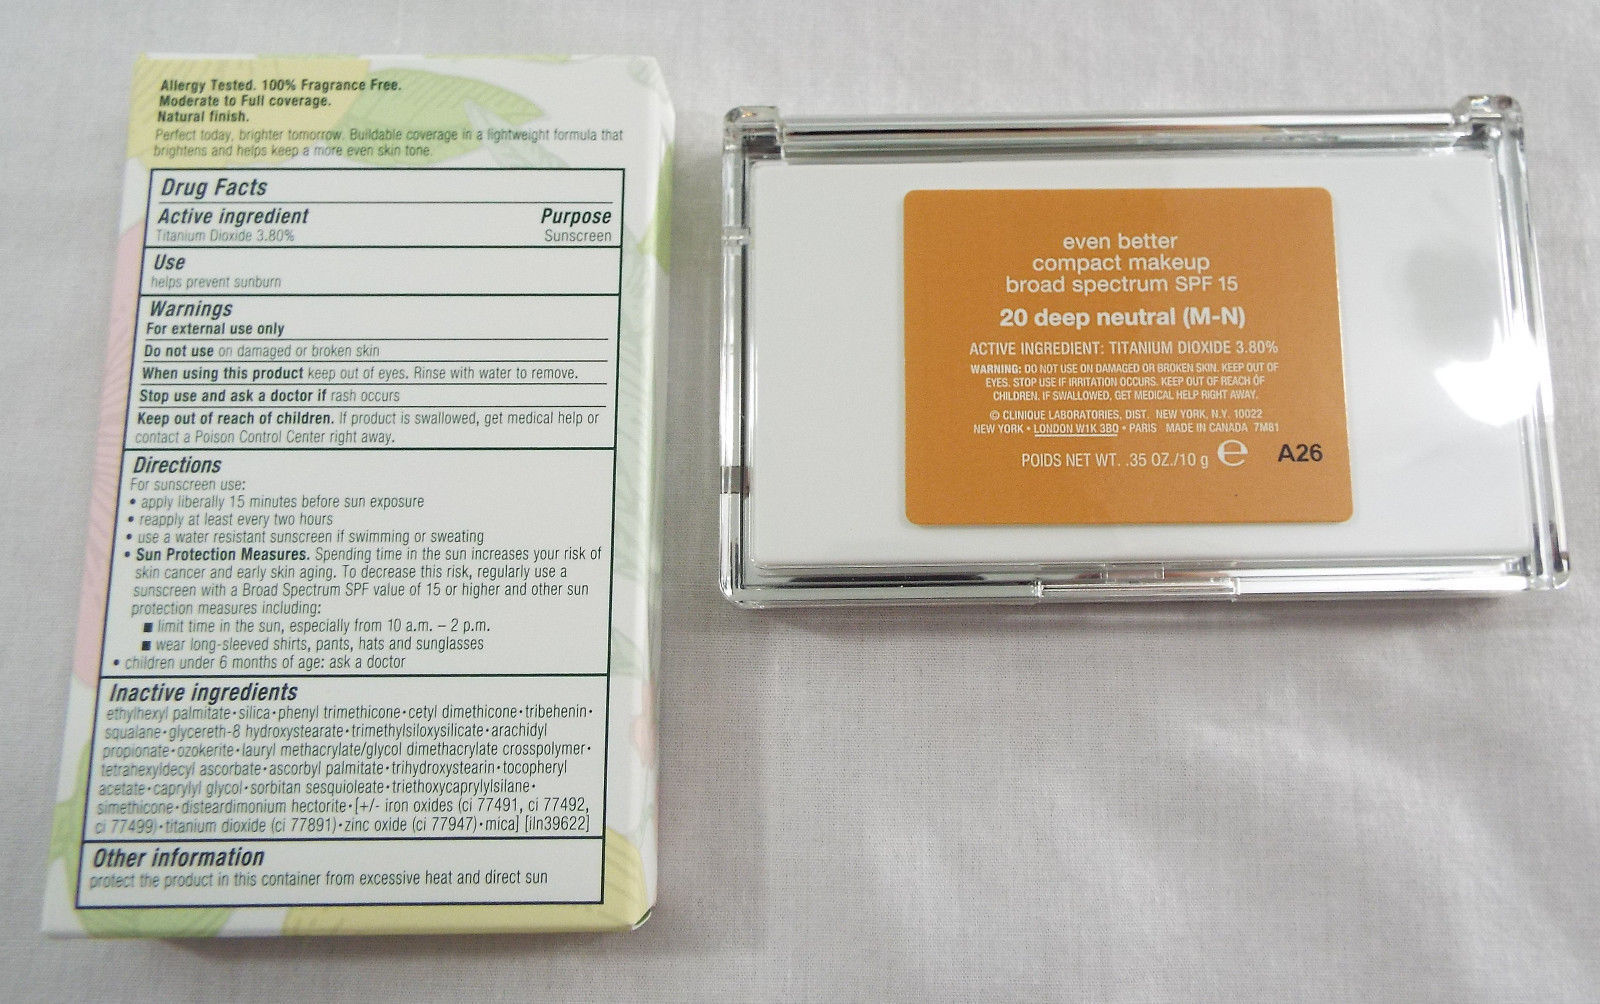 Allergy Tested. 100% Fragrance Free.
Moderate to Full coverage.
Natural finish.
Perfect today, brighter tomorrow. Buildable coverage in a lightweight formula that
brightens and helps keep a more even skin tone.
Drug Facts
Active ingredient Purpose
Titanium Dioxide 3.80% Sunscreen
Use
helps prevent sunburn
Warnings
For external use only
Do not use on damaged or broken skin
When using this product keep out of eyes. Rinse with water to remove.
Stop use and ask a doctor if rash occurs
Keep out of reach of children. If product is swallowed, get medical help or
contact a Poison Control Center right away.
Directions
For sunscreen use:
• apply liberally 15 minutes before sun exposure
• reapply at least every two hours
• use a water resistant sunscreen if swimming or sweating
• Sun Protection Measures. Spending time in the sun increases your risk of
skin cancer and early skin aging. To decrease this risk, regularly use a
sunscreen with a Broad Spectrum SPF value of 15 or higher and other sun
protection measures including:
■ limit time in the sun, especially from 10 a.m. – 2 p.m.
■ wear long-sleeved shirts, pants, hats and sunglasses
• children under 6 months of age: ask a doctor
Inactive ingredients
ethylhexyl palmitate•silica•phenyl trimethicone•cetyl dimethicone•tribehenin•
squalane•glycereth-8 hydroxystearate•trimethylsiloxysilicate•arachidyl
propionate•ozokerite•lauryl methacrylate/glycol dimethacrylate crosspolymer•
tetrahexyldecyl ascorbate•ascorbyl palmitate•trihydroxystearin•tocopheryl
acetate•caprylyl glycol•sorbitan sesquioleate•triethoxycaprylylsilane•
simethicone•disteardimonium hectorite•[+/- iron oxides (ci 77491, ci 77492,
ci 77499)•titanium dioxide (ci 77891)•zinc oxide (ci 77947)•mica] [iln39622]
Other information
protect the product in this container from excessive heat and direct sun
even better
compact makeup
broad spectrum SPF 15
20 deep neutral (M-N)
ACTIVE INGREDIENT: TITANIUM DIOXIDE 3.80%
WARNING: DO NOT USE ON DAMAGED OR BROKEN SKIN. KEEP OUT OF
EYES. STOP USE IF IRRITATION OCCURS. KEEP OUT OF REACH OF
CHILDREN. IF SWALLOWED, GET MEDICAL HELP RIGHT AWAY.
© CLINIQUE LABORATORIES, DIST. NEW YORK, N.Y. 10022
NEW YORK • LONDON W1K 3BQ • PARIS MADE IN CANADA 7M81
POIDS NET WT. .35 OZ./10 g ℮ A26